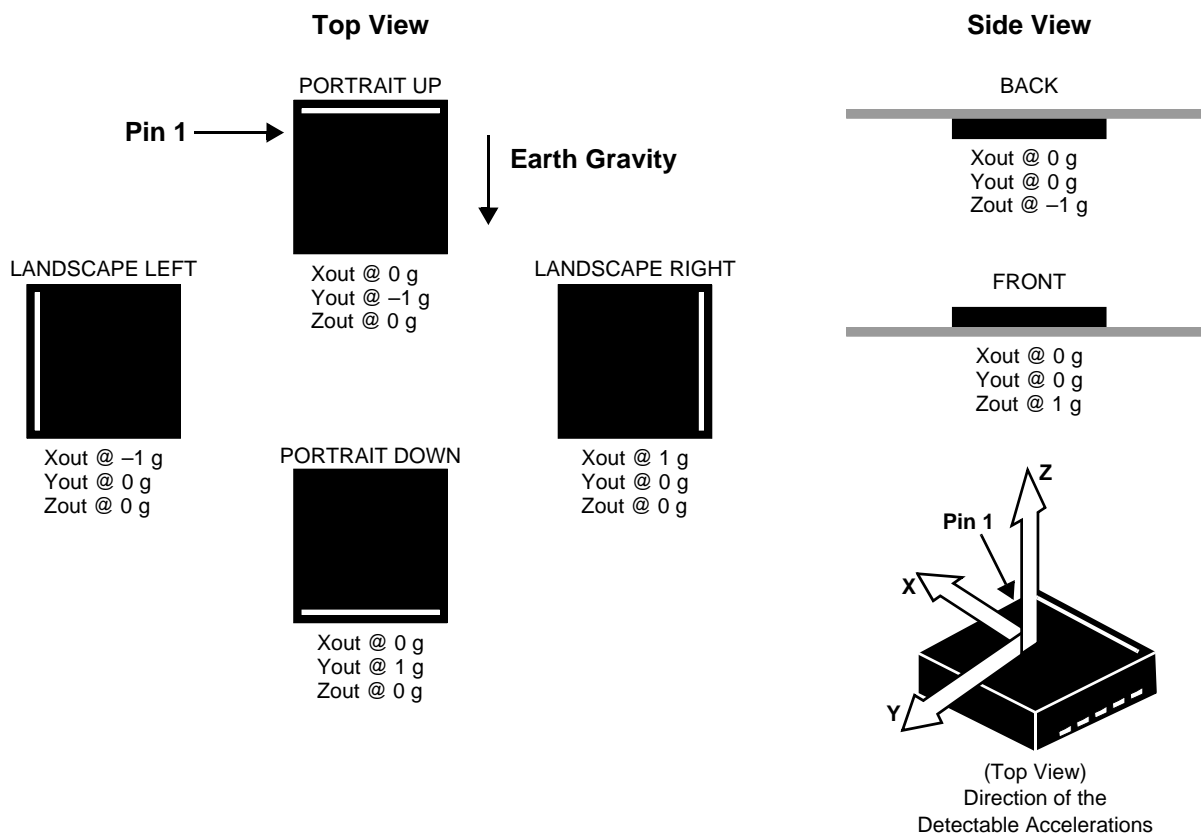 Top View
PORTRAIT UP
Pin 1
Earth Gravity
Xout @ 0 g
Yout @ –1 g
Zout @ 0 g
LANDSCAPE LEFT
Xout @ –1 g
Yout @ 0 g
Zout @ 0 g
LANDSCAPE RIGHT
Xout @ 1 g
Yout @ 0 g
Zout @ 0 g
PORTRAIT DOWN
Xout @ 0 g
Yout @ 1 g
Zout @ 0 g
Side View
BACK
Xout @ 0 g
Yout @ 0 g
Zout @ –1 g
FRONT
Xout @ 0 g
Yout @ 0 g
Zout @ 1 g
Z
Pin 1
X
Y
(Top View)
Direction of the
Detectable Accelerations